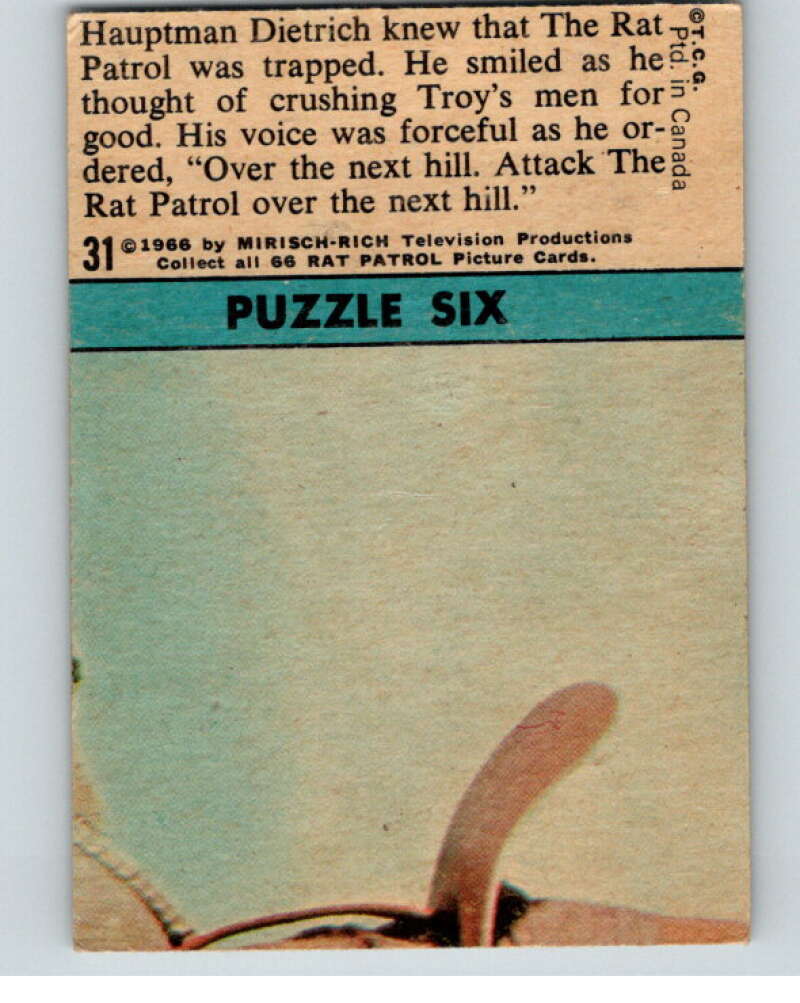 Hauptman Dietrich knew that The Rat
Patrol was trapped. He smiled as he
thought of crushing Troy's men for
good. His voice was forceful as he or-
dered, “Over the next hill. Attack The
Rat Patrol over the next hill.”
©T.C.G.
Ptd. in Canada
31 ©1966 by MIRISCH-RICH Television Productions
Collect all 66 RAT PATROL Picture Cards.
PUZZLE SIX